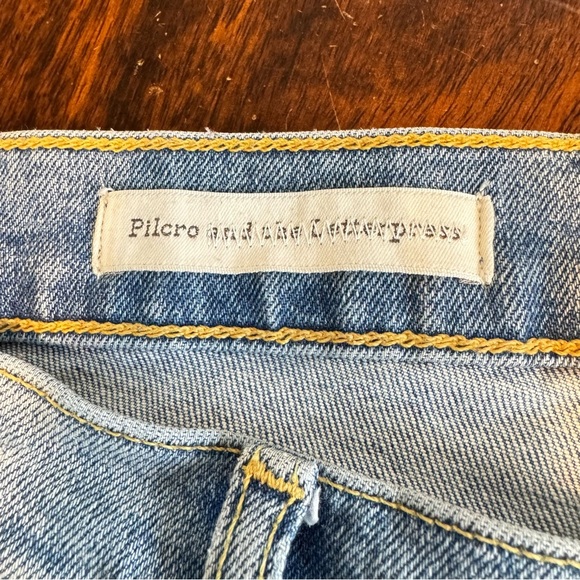 Pilcro and the Letterpress